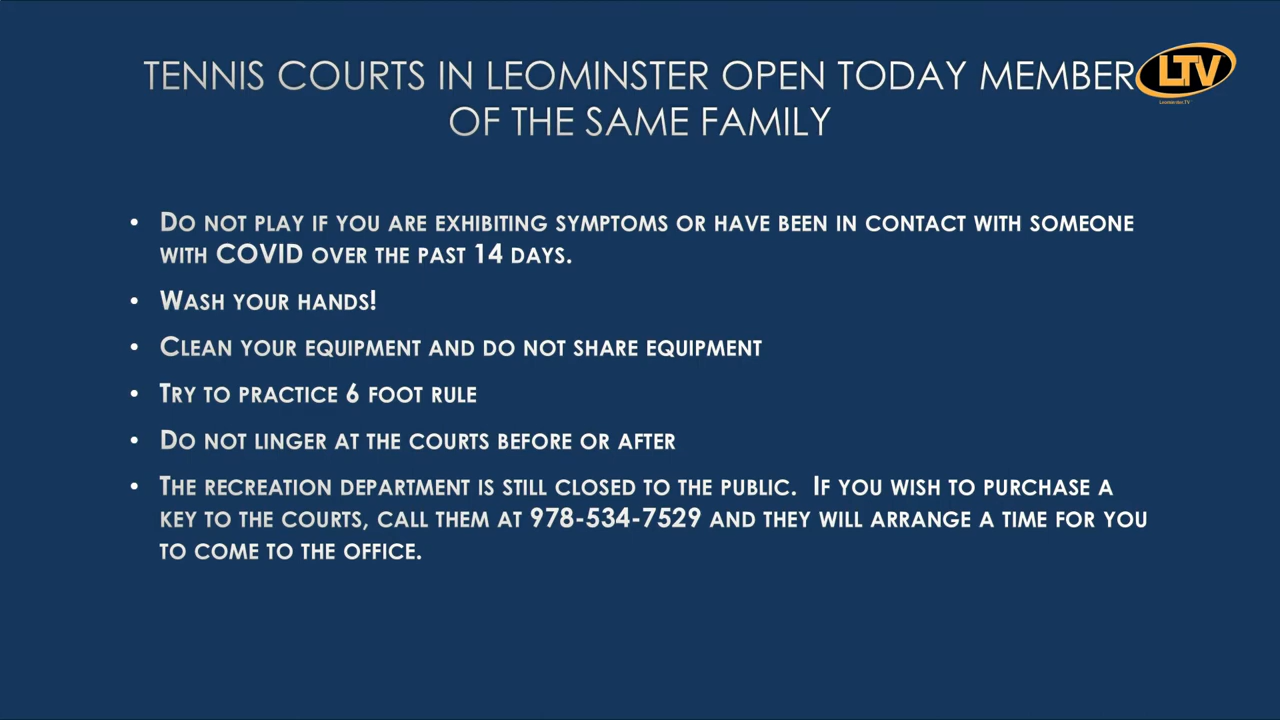 TENNIS COURTS IN LEOMINSTER OPEN TODAY MEMBER
OF THE SAME FAMILY
LTV
Leominster.TV
• DO NOT PLAY IF YOU ARE EXHIBITING SYMPTOMS OR HAVE BEEN IN CONTACT WITH SOMEONE
WITH COVID OVER THE PAST 14 DAYS.
• WASH YOUR HANDS!
• CLEAN YOUR EQUIPMENT AND DO NOT SHARE EQUIPMENT
• TRY TO PRACTICE 6 FOOT RULE
• DO NOT LINGER AT THE COURTS BEFORE OR AFTER
• THE RECREATION DEPARTMENT IS STILL CLOSED TO THE PUBLIC. IF YOU WISH TO PURCHASE A
KEY TO THE COURTS, CALL THEM AT 978-534-7529 AND THEY WILL ARRANGE A TIME FOR YOU
TO COME TO THE OFFICE.